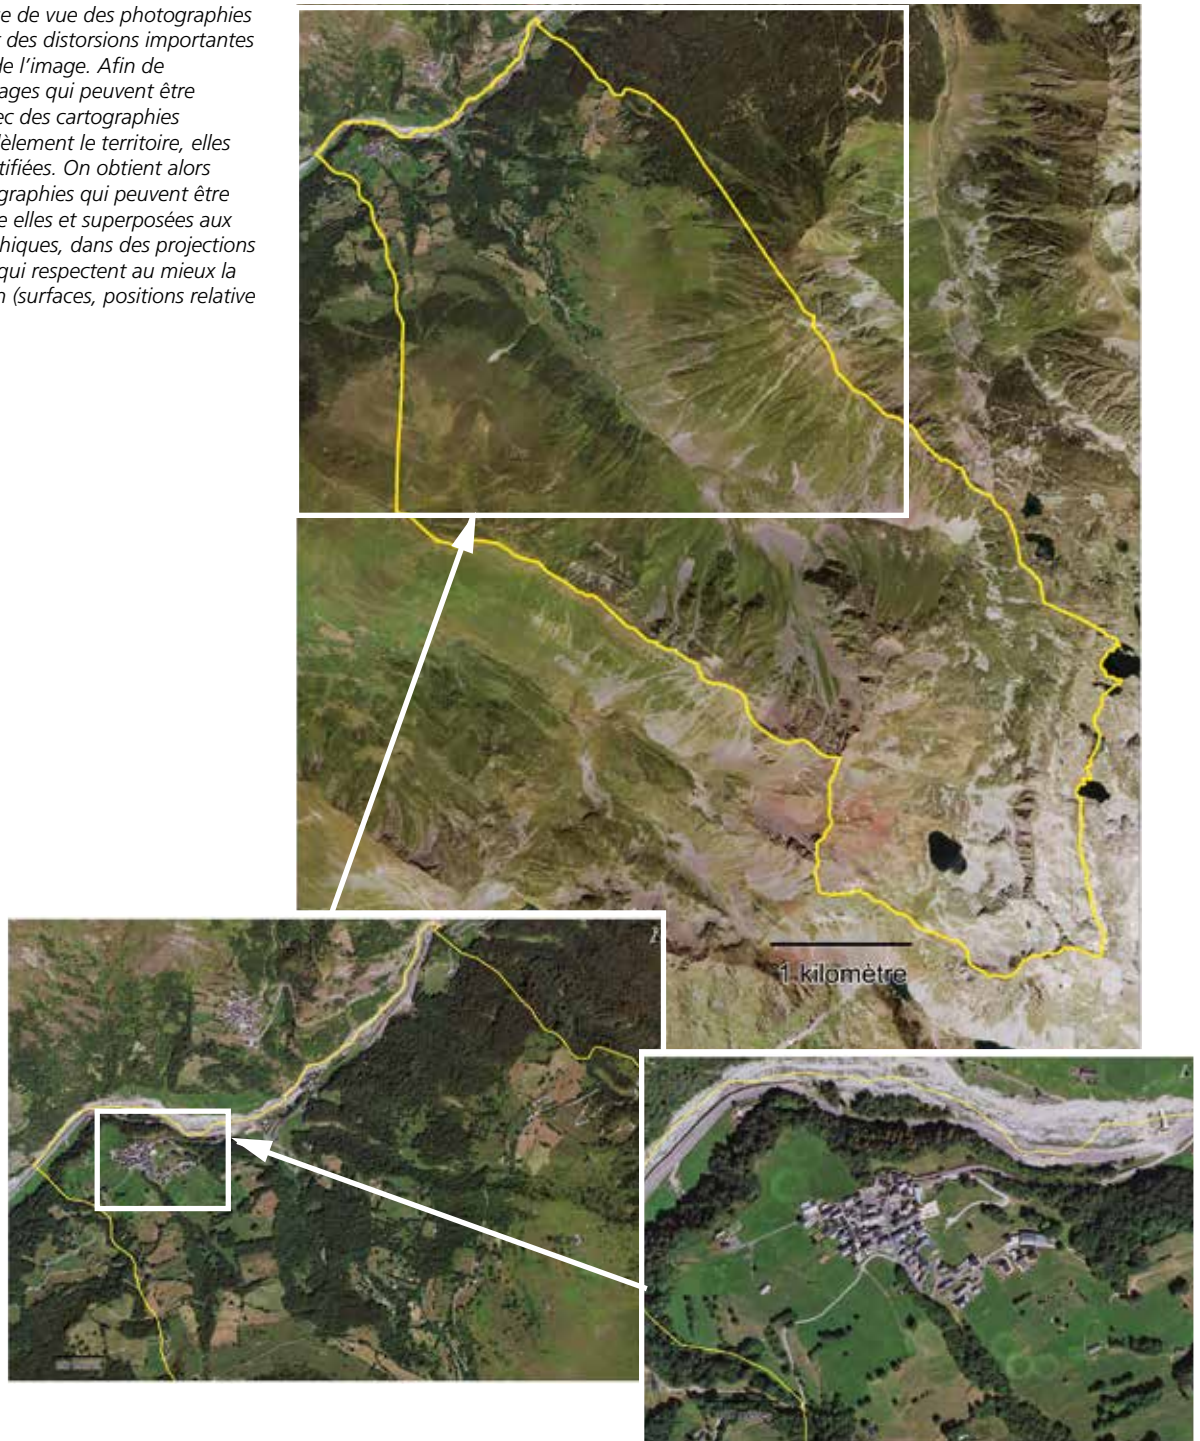 e de vue des photographies
des distorsions importantes
de l’image. Afin de
ages qui peuvent être
ec des cartographies
èlement le territoire, elles
tifiées. On obtient alors
graphies qui peuvent être
e elles et superposées aux
hiques, dans des projections
qui respectent au mieux la
n (surfaces, positions relative
1 kilomètre